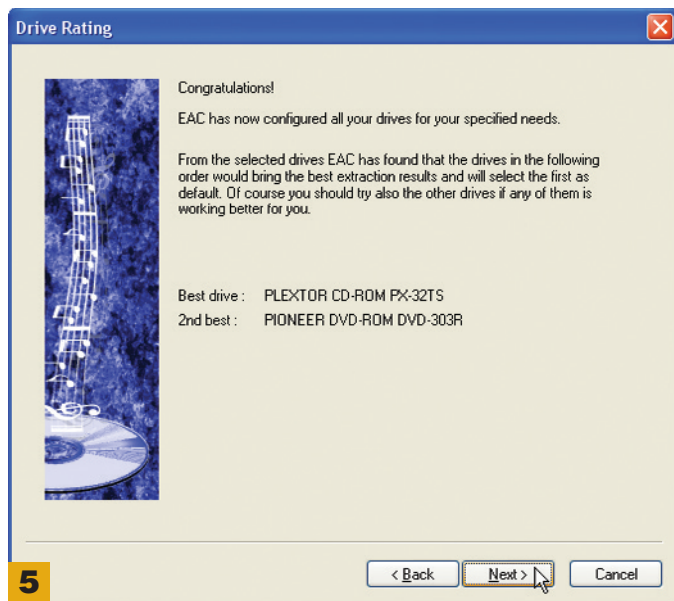 Drive Rating
Congratulations!
EAC has now configured all your drives for your specified needs.
From the selected drives EAC has found that the drives in the following
order would bring the best extraction results and will select the first as
default. Of course you should try also the other drives if any of them is
working better for you.
Best drive : PLEXTOR CD-ROM PX-32TS
2nd best : PIONEER DVD-ROM DVD-303R
< Back Next > Cancel
5